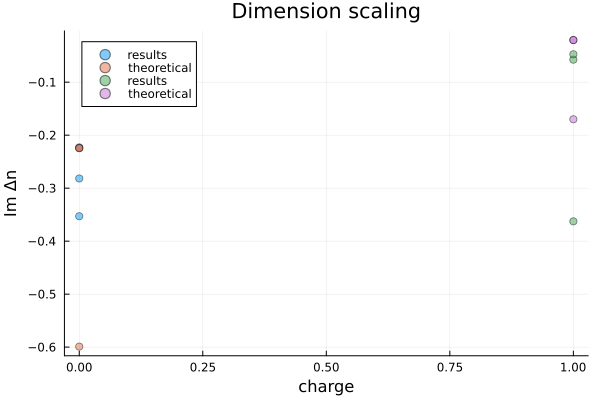 Dimension scaling
results
theoretical
results
theoretical
Im Δn
−0.1
−0.2
−0.3
−0.4
−0.5
−0.6
0.00 0.25 0.50 0.75 1.00
charge